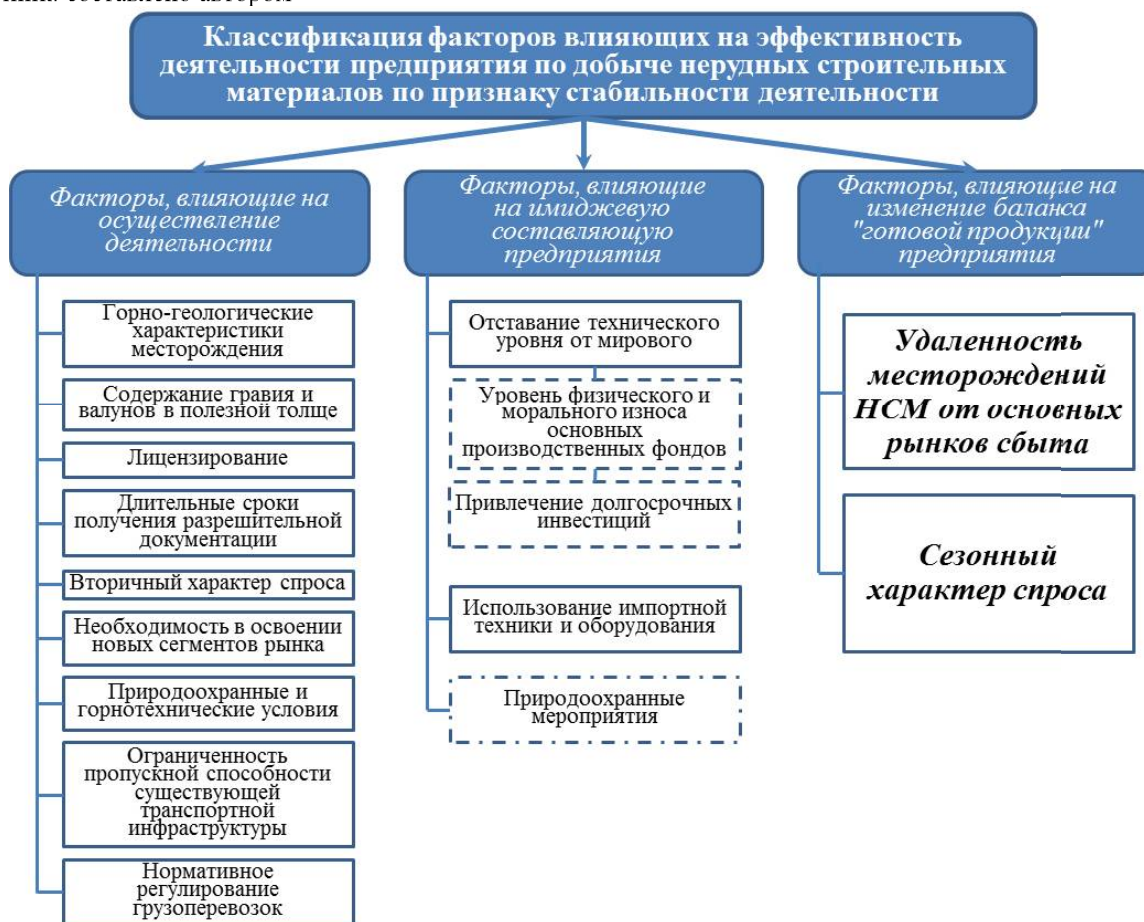 составлено автором
Классификация факторов влияющих на эффективность
деятельности предприятия по добыче нерудных строительных
материалов по признаку стабильности деятельности
Факторы, влияющие на
осуществление
деятельности
Горно-геологические
характеристики
месторождения
Содержание гравия и
валунов в полезной толще
Лицензирование
Длительные сроки
получения разрешительной
документации
Вторичный характер спроса
Необходимость в освоении
новых сегментов рынка
Природоохранные и
горнотехнические условия
Ограниченность
пропускной способности
существующей
транспортной
инфраструктуры
Нормативное
регулирование
грузоперевозок
Факторы, влияющие
на имиджевую
составляющую
предприятия
Отставание технического
уровня от мирового
Уровень физического и
морального износа
основных
производственных фондов
Привлечение долгосрочных
инвестиций
Использование импортной
техники и оборудования
Природоохранные
мероприятия
Факторы, влияющие на
изменение баланса
"готовой продукции"
предприятия
Удаленность
месторождений
НСМ от основных
рынков сбыта
Сезонный
характер спроса